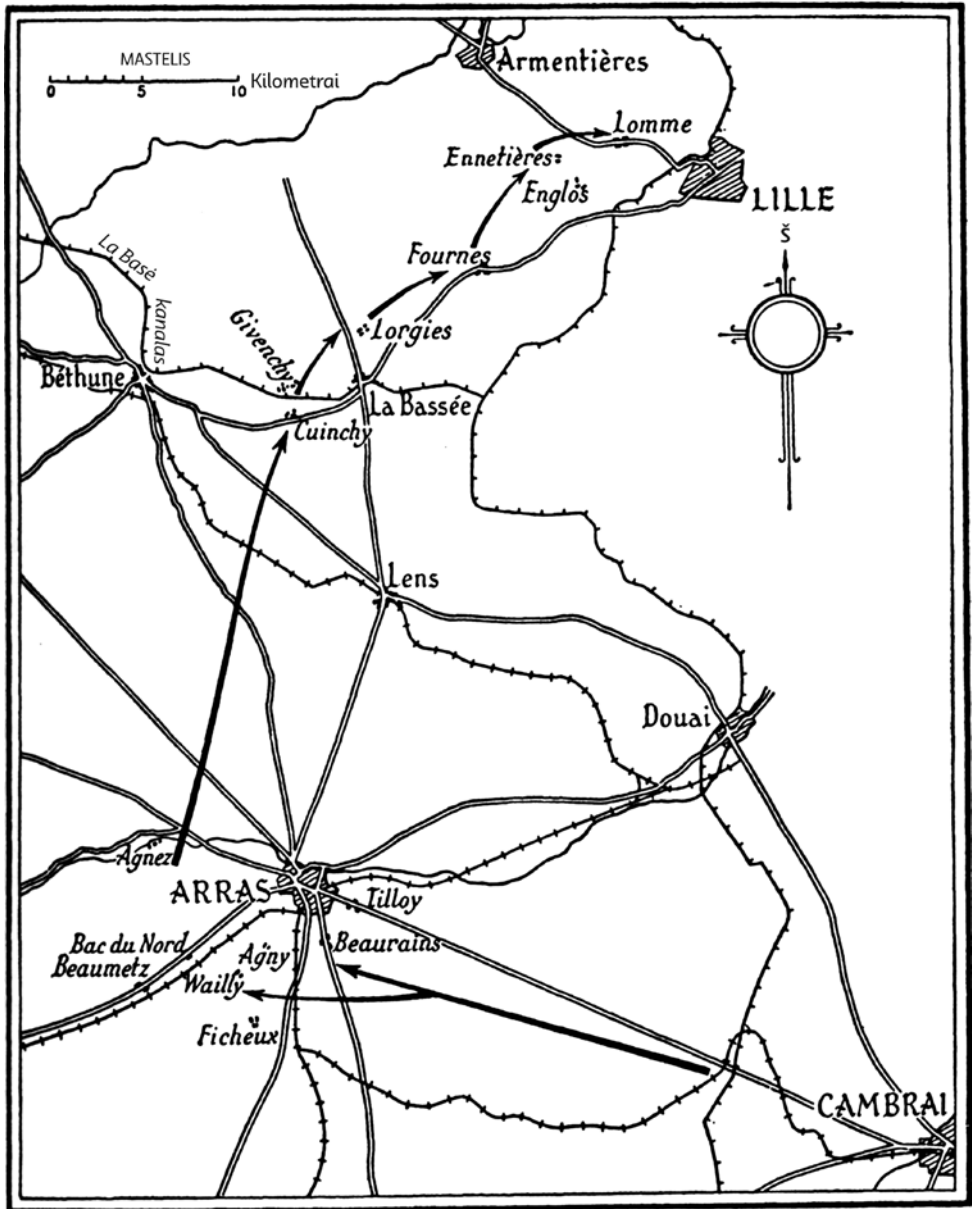 MASTELIS
0 5 10 Kilometrai
Armentières
Lomme
Ennetières
Englos
LILLE
Š
Fournes
La Basė
kanalas
Givenchy
Lorgies
Béthune
La Bassée
Cuinchy
Lens
Douai
Agnez
ARRAS
Tilloy
Bac du Nord
Beaumetz
Agny
Beaurains
Wailly
Ficheux
CAMBRAI